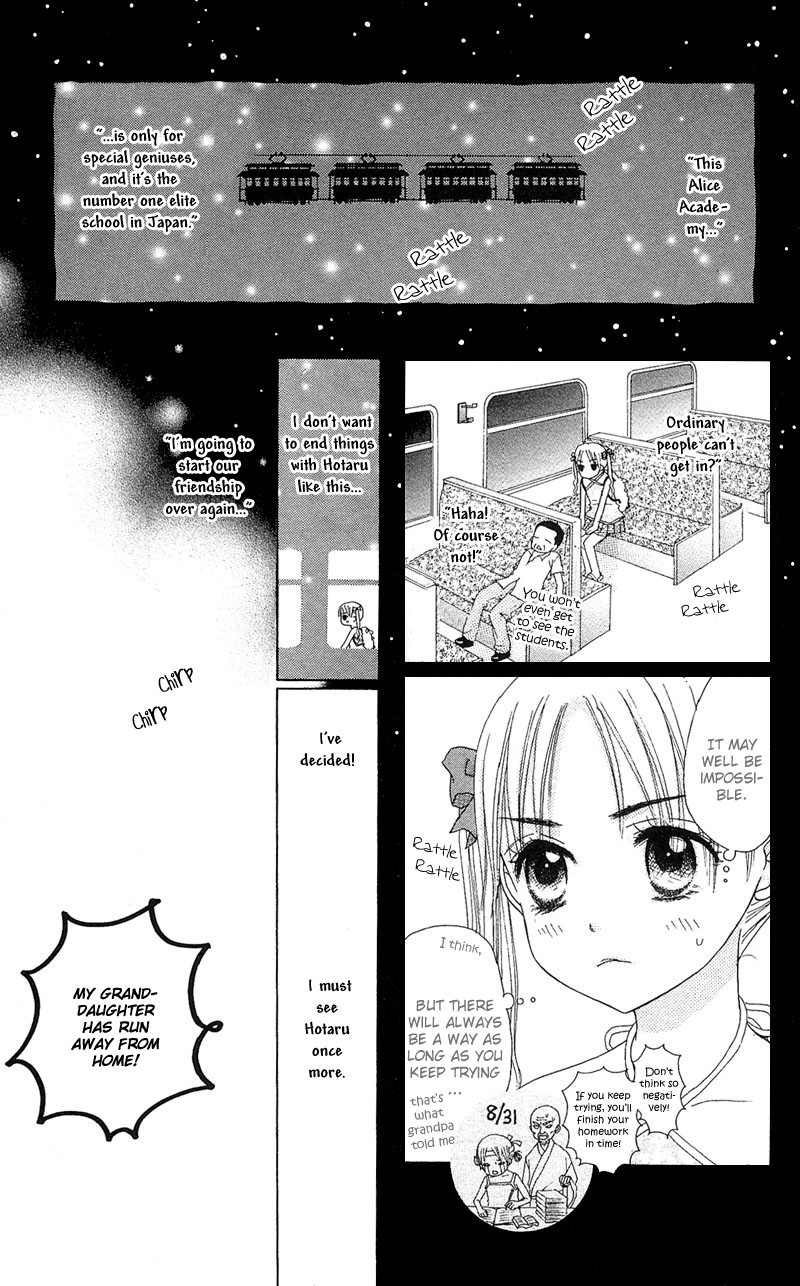 Rattle
Rattle
"This
Alice
Acade-
my..."
"...is only for
special geniuses,
and it's the
number one elite
school in Japan."
Rattle
Rattle
Ordinary
people can't
get in?"
"Haha!
Of course
not!"
You won't
even get
to see the
students.
Rattle
Rattle
IT MAY
WELL BE
IMPOSSI-
BLE.
Rattle
Rattle
I think,
BUT THERE
WILL ALWAYS
BE A WAY AS
LONG AS YOU
KEEP TRYING
that's ...
what
grandpa
told me
Don't
think so
negati-
vely!
If you keep
trying, you'll
finish your
homework
in time!
8/31
I don't want
to end things
with Hotaru
like this...
"I'm going to
start our
friendship
over again..."
I've
decided!
I must
see
Hotaru
once
more.
Chirp
Chirp
MY GRAND-
DAUGHTER
HAS RUN
AWAY FROM
HOME!